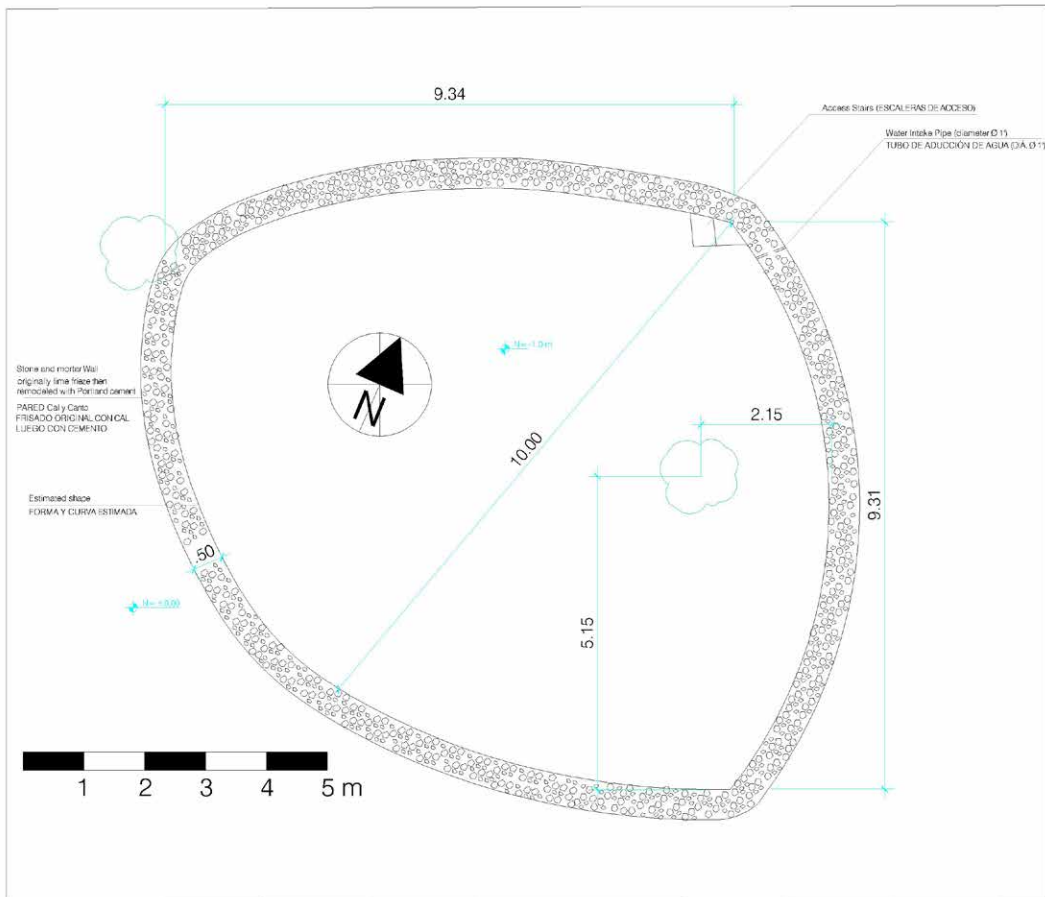 9.34
Access Stairs (ESCALERAS DE ACCESO)
Water Intake Pipe (diameter Ø 1')
TUBO DE ADUCCIÓN DE AGUA (DIÁ. Ø 1')
N= -1.0 m
N
Stone and mortar Wall
originally lime frieze then
remodeled with Portland cement
PARED Cal y Canto
FRISADO ORIGINAL CON CAL
LUEGO CON CEMENTO
2.15
10.00
9.31
Estimated shape
FORMA Y CURVA ESTIMADA
.50
5.15
1 2 3 4 5 m